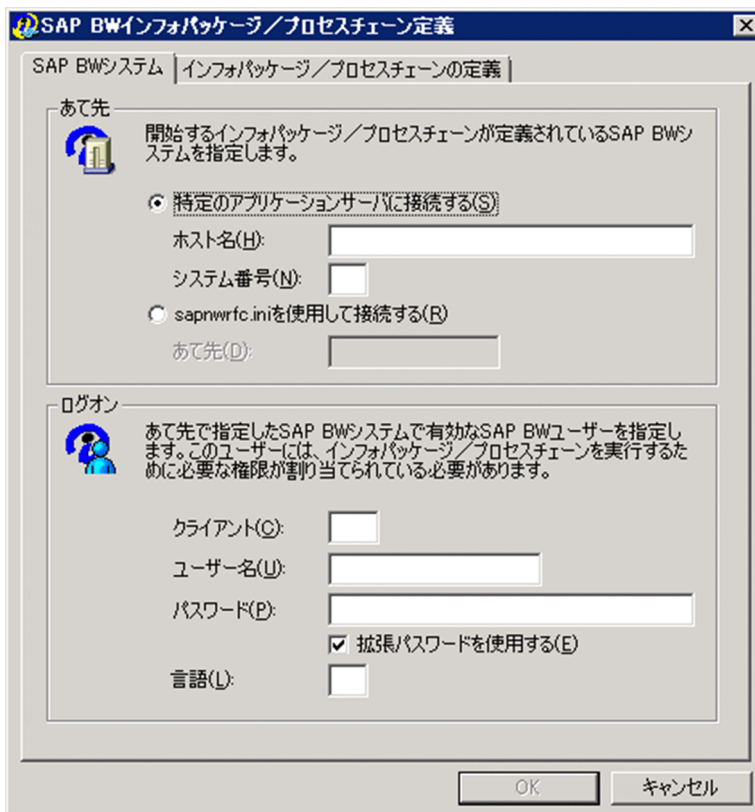 SAP BWインフォパッケージ／プロセスチェーン定義
SAP BWシステム
インフォパッケージ／プロセスチェーンの定義
あて先
開始するインフォパッケージ／プロセスチェーンが定義されているSAP BWシ
ステムを指定します。
特定のアプリケーションサーバに接続する(S)
ホスト名(H):
システム番号(N):
sapnwrfc.iniを使用して接続する(R)
あて先(D):
ログオン
あて先で指定したSAP BWシステムで有効なSAP BWユーザーを指定し
ます。このユーザーには、インフォパッケージ／プロセスチェーンを実行するた
めに必要な権限が割り当てられている必要があります。
クライアント(C):
ユーザー名(U):
パスワード(P):
拡張パスワードを使用する(E)
言語(L):
OK
キャンセル